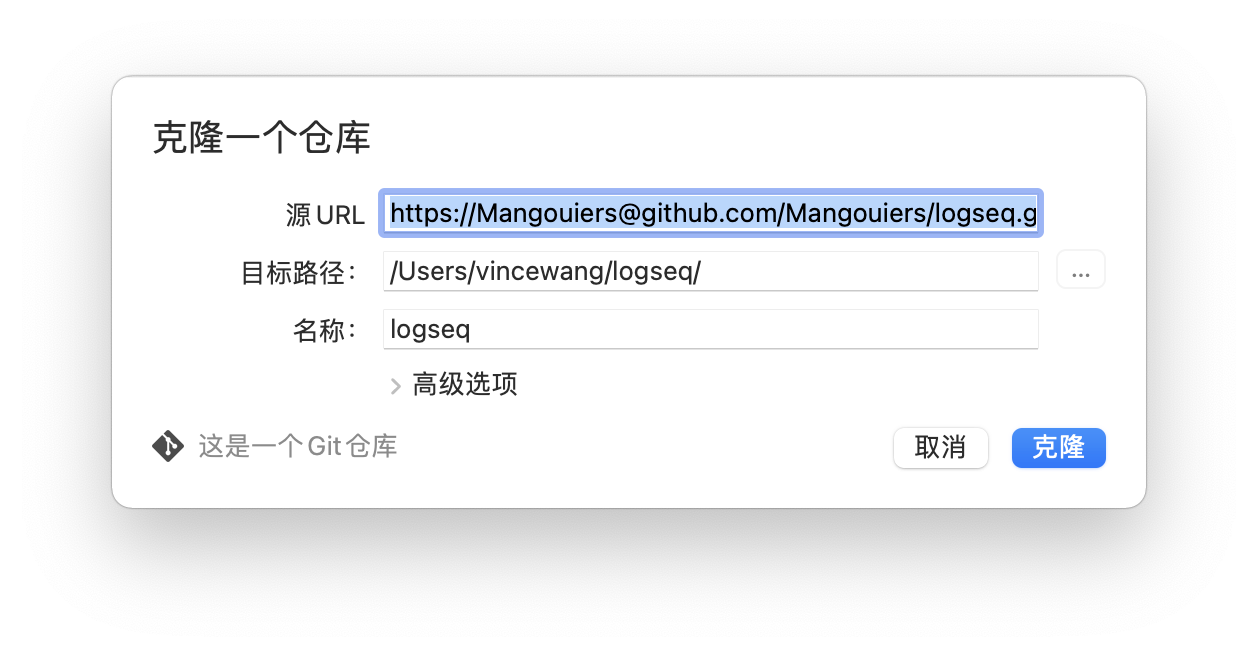 克隆一个仓库
源 URL https://Mangouiers@github.com/Mangouiers/logseq.g
目标路径： /Users/vincewang/logseq/ ...
名称： logseq
高级选项
这是一个 Git 仓库 取消 克隆